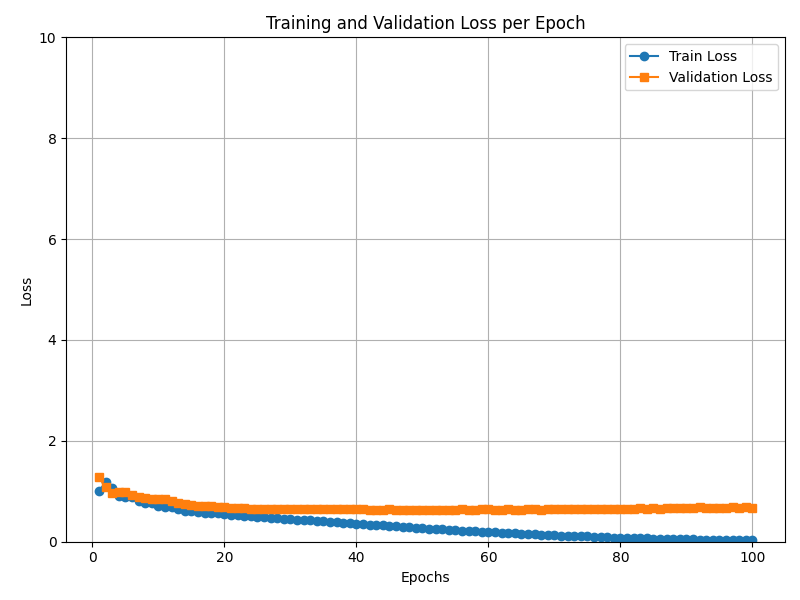 Training and Validation Loss per Epoch
Train Loss
Validation Loss
10
8
6
4
2
0
Loss
0 20 40 60 80 100
Epochs